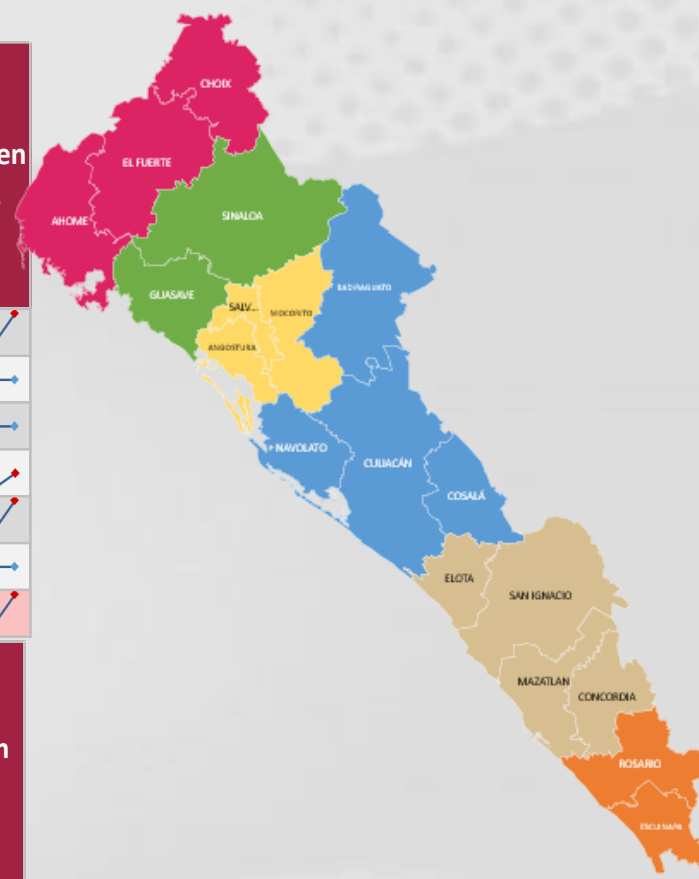 CHOIX
en
EL FUERTE
AHOME
SINALOA
BADIRAGUATO
GUASAVE
SALV...
MOCORITO
ANGOSTURA
NAVOLATO
CULIACÁN
COSALÁ
ELOTA
SAN IGNACIO
MAZATLAN
CONCORDIA
n
ROSARIO
ESCUINAPA